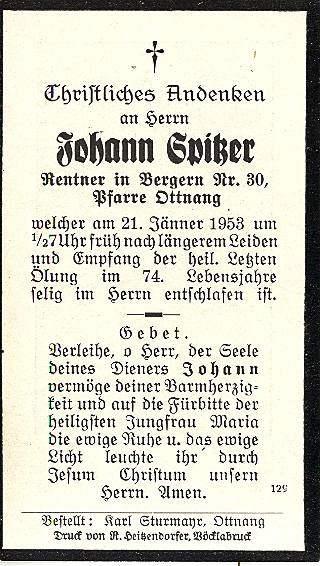 Christliches Andenken
an Herrn
Johann Spitzer
Rentner in Bergern Nr. 30,
Pfarre Ottnang
welcher am 21. Jänner 1953 um
1/27 Uhr früh nach längerem Leiden
und Empfang der heil. Letzten
Ölung im 74. Lebensjahre
selig im Herrn entschlafen ist.
Gebet.
Verleihe, o Herr, der Seele
deines Dieners Johann
vermöge deiner Barmherzig-
keit und auf die Fürbitte der
heiligsten Jungfrau Maria
die ewige Ruhe u. das ewige
Licht leuchte ihr durch
Jesum Christum unsern
Herrn. Amen.
129
Bestellt: Karl Sturmayr, Ottnang
Druck von R. Heitzendorfer, Vöcklabruck